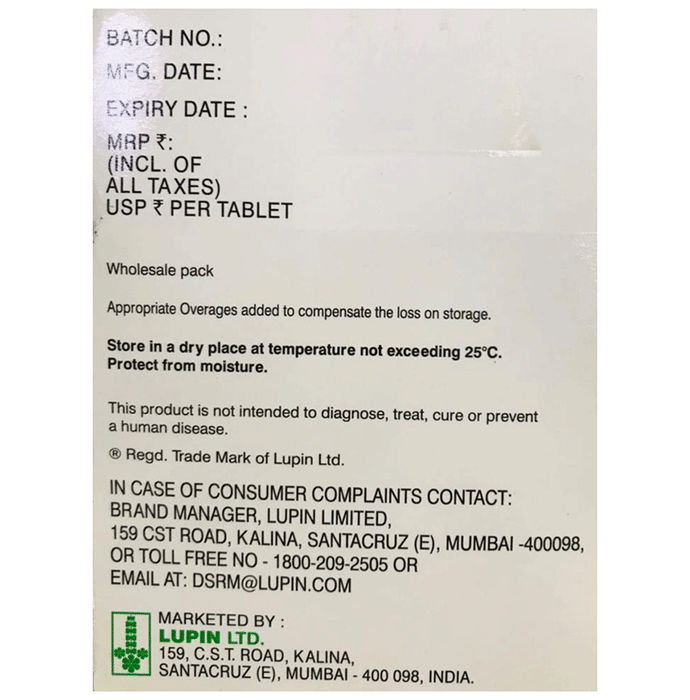 BATCH NO.:
MFG. DATE:
EXPIRY DATE :
MRP ₹:
(INCL. OF
ALL TAXES)
USP ₹ PER TABLET
Wholesale pack
Appropriate Overages added to compensate the loss on storage.
Store in a dry place at temperature not exceeding 25°C.
Protect from moisture.
This product is not intended to diagnose, treat, cure or prevent
a human disease.
® Regd. Trade Mark of Lupin Ltd.
IN CASE OF CONSUMER COMPLAINTS CONTACT:
BRAND MANAGER, LUPIN LIMITED,
159 CST ROAD, KALINA, SANTACRUZ (E), MUMBAI -400098,
OR TOLL FREE NO - 1800-209-2505 OR
EMAIL AT: DSRM@LUPIN.COM
MARKETED BY :
LUPIN LTD.
159, C.S.T. ROAD, KALINA,
SANTACRUZ (E), MUMBAI - 400 098, INDIA.